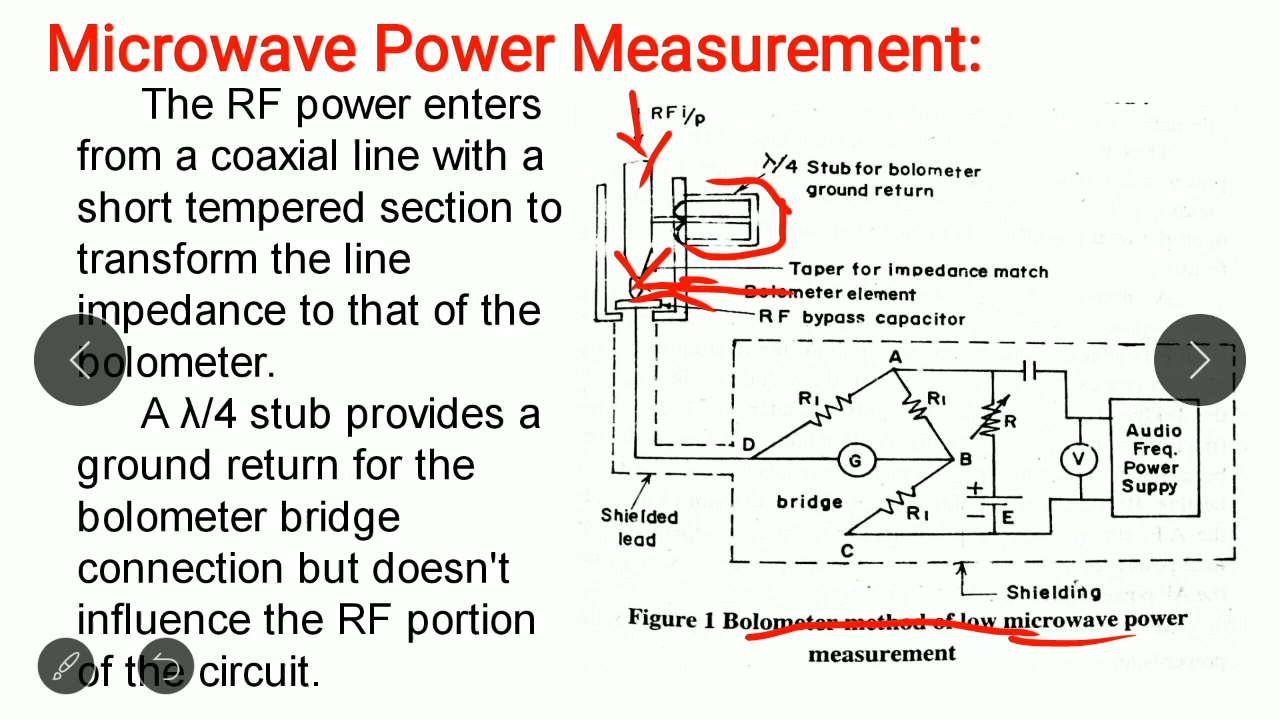 Microwave Power Measurement:
The RF power enters
from a coaxial line with a
short tempered section to
transform the line
impedance to that of the
bolometer.
A λ/4 stub provides a
ground return for the
bolometer bridge
connection but doesn't
influence the RF portion
of the circuit.
RF i/p
λ/4 Stub for bolometer
ground return
Taper for impedance match
Bolometer element
RF bypass capacitor
A
R1
R1
R
D
G
B
V
Audio
Freq.
Power
Suppy
bridge
R1
+
−
E
C
Shielded
lead
Shielding
Figure 1 Bolometer method of low microwave power
measurement